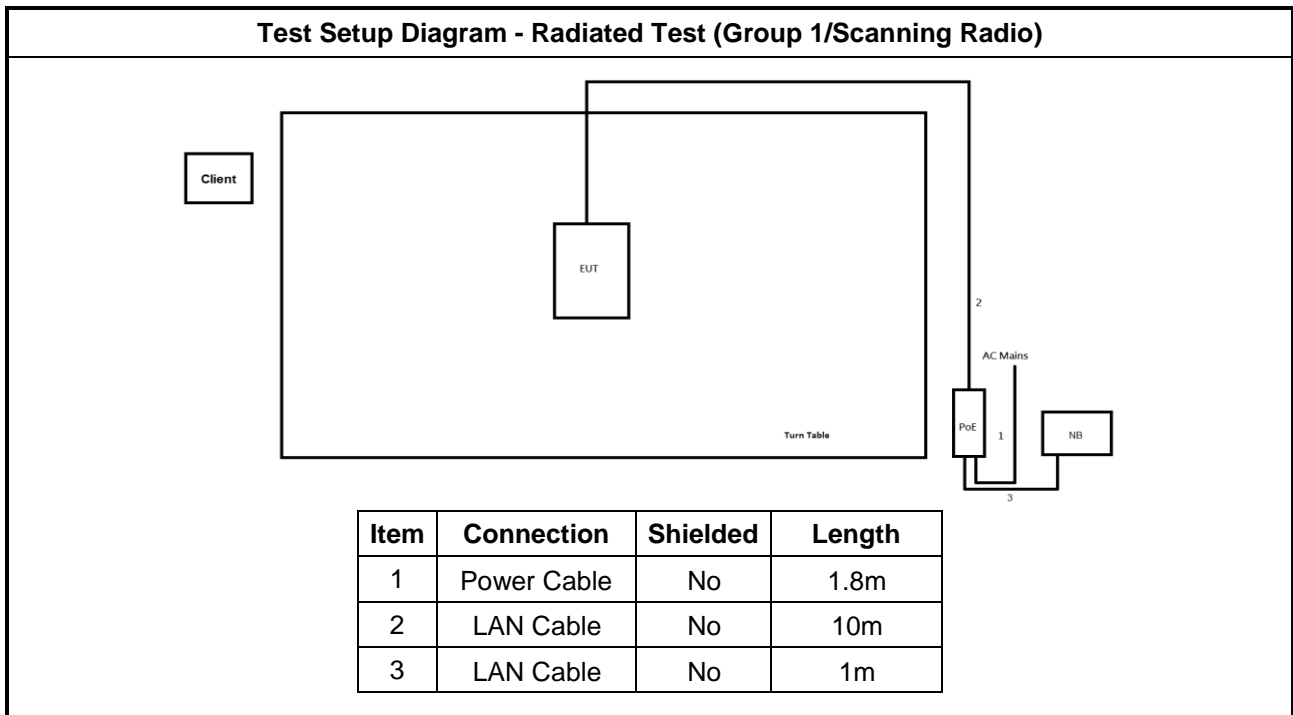 Test Setup Diagram - Radiated Test (Group 1/Scanning Radio)
Client
EUT
2
AC Mains
PoE
1
NB
Turn Table
3
Item Connection Shielded Length
1 Power Cable No 1.8m
2 LAN Cable No 10m
3 LAN Cable No 1m